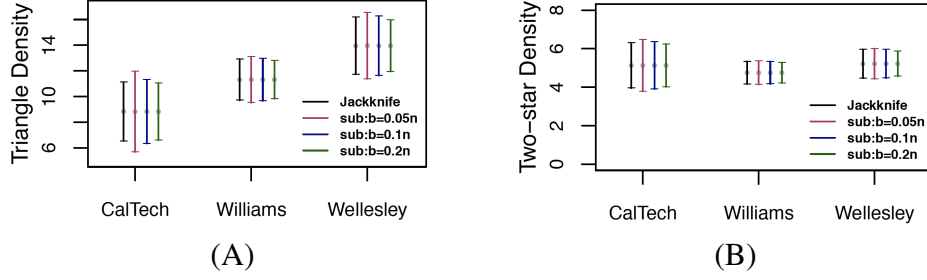 Triangle Density
14
10
6
Jackknife
sub:b=0.05n
sub:b=0.1n
sub:b=0.2n
CalTech Williams Wellesley
(A)
Two-star Density
8
6
4
2
0
Jackknife
sub:b=0.05n
sub:b=0.1n
sub:b=0.2n
CalTech Williams Wellesley
(B)